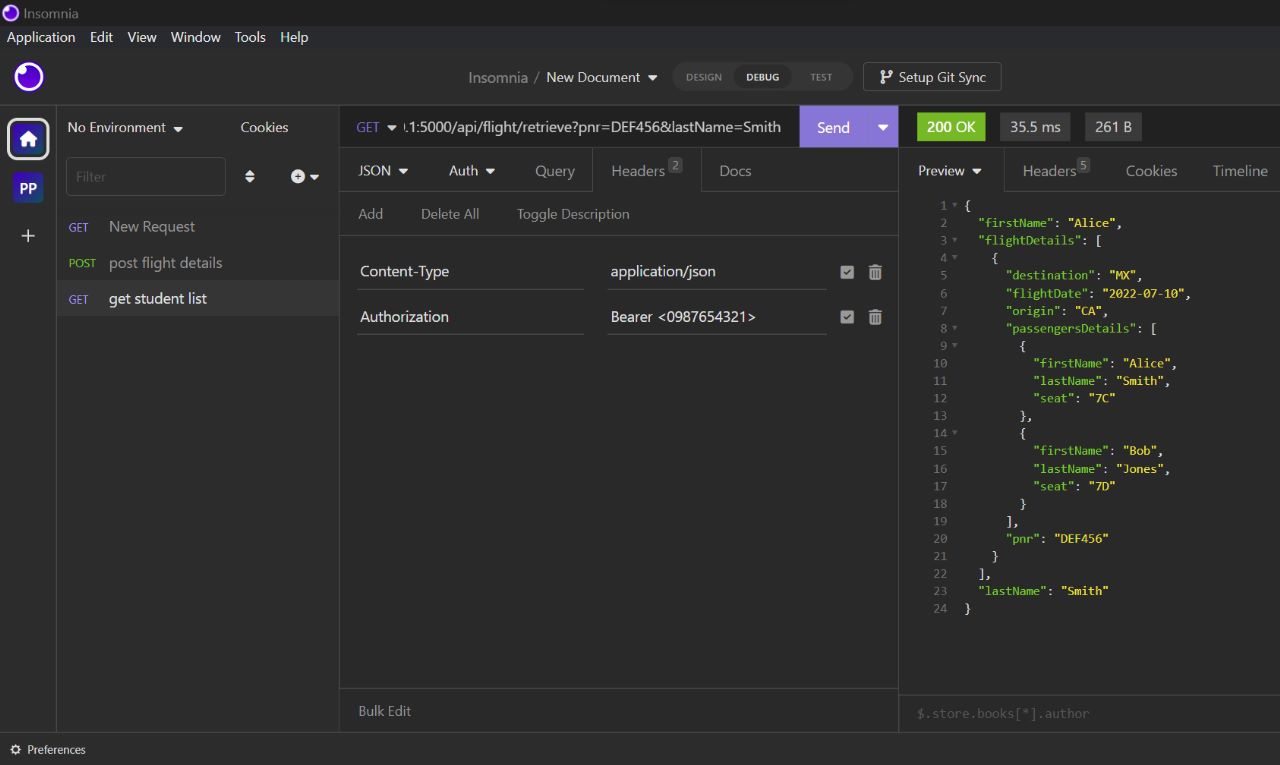 Insomnia
Application Edit View Window Tools Help
Insomnia / New Document DESIGN DEBUG TEST Setup Git Sync
No Environment Cookies
GET .1:5000/api/flight/retrieve?pnr=DEF456&lastName=Smith Send
200 OK 35.5 ms 261 B
PP
Filter
GET New Request
POST post flight details
GET get student list
JSON Auth Query Headers 2 Docs
Add Delete All Toggle Description
Content-Type application/json
Authorization Bearer <0987654321>
Bulk Edit
Preview Headers 5 Cookies Timeline
1 {
2 "firstName": "Alice",
3 "flightDetails": [
4 {
5 "destination": "MX",
6 "flightDate": "2022-07-10",
7 "origin": "CA",
8 "passengersDetails": [
9 {
10 "firstName": "Alice",
11 "lastName": "Smith",
12 "seat": "7C"
13 },
14 {
15 "firstName": "Bob",
16 "lastName": "Jones",
17 "seat": "7D"
18 }
19 ],
20 "pnr": "DEF456"
21 }
22 ],
23 "lastName": "Smith"
24 }
$.store.books[*].author
Preferences